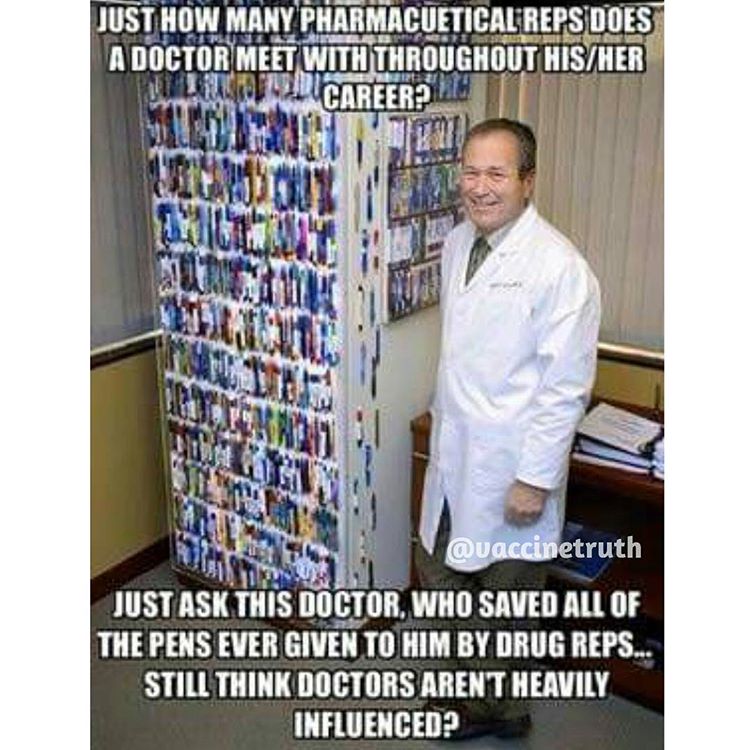 JUST HOW MANY PHARMACUETICAL REPS DOES
A DOCTOR MEET WITH THROUGHOUT HIS/HER
CAREER?
@vaccinetruth
JUST ASK THIS DOCTOR, WHO SAVED ALL OF
THE PENS EVER GIVEN TO HIM BY DRUG REPS...
STILL THINK DOCTORS AREN'T HEAVILY
INFLUENCED?